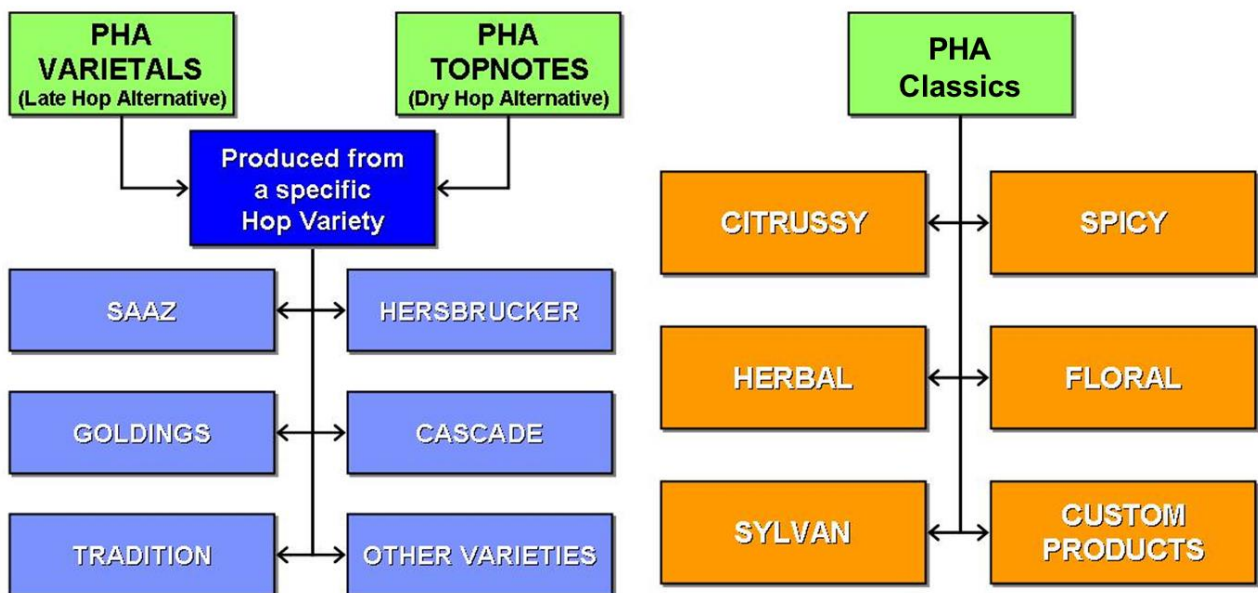 PHA
VARIETALS
(Late Hop Alternative)
PHA
TOPNOTES
(Dry Hop Alternative)
Produced from
a specific
Hop Variety
SAAZ
HERSBRUCKER
GOLDINGS
CASCADE
TRADITION
OTHER VARIETIES
PHA
Classics
CITRUSSY
SPICY
HERBAL
FLORAL
SYLVAN
CUSTOM
PRODUCTS